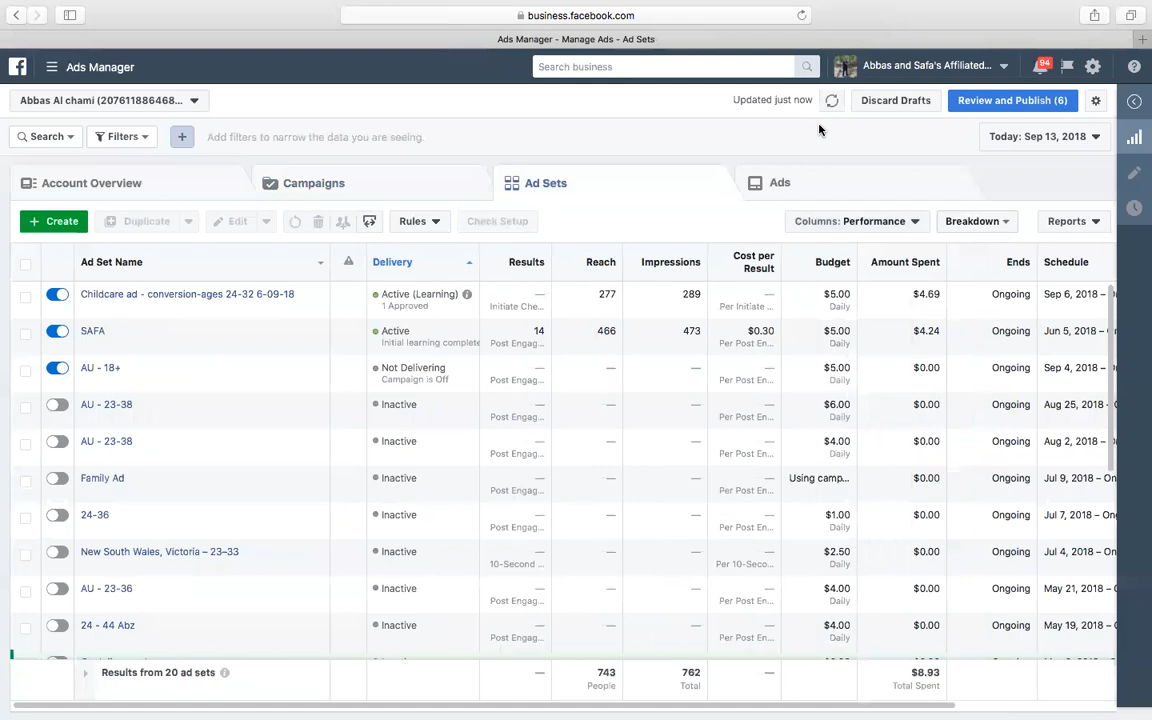 business.facebook.com
Ads Manager - Manage Ads - Ad Sets
Ads Manager
Search business
Abbas and Safa's Affiliated...
94
Abbas Al chami (207611886468...
Updated just now
Discard Drafts
Review and Publish (6)
Search
Filters
Add filters to narrow the data you are seeing.
Today: Sep 13, 2018
Account Overview
Campaigns
Ad Sets
Ads
+ Create
Duplicate
Edit
Rules
Check Setup
Columns: Performance
Breakdown
Reports
Ad Set Name Delivery Results Reach Impressions Cost per Result Budget Amount Spent Ends Schedule
Childcare ad - conversion-ages 24-32 6-09-18 Active (Learning) — 277 289 — $5.00 $4.69 Ongoing Sep 6, 2018 –
1 Approved Initiate Che... Per Initiate ... Daily
SAFA Active 14 466 473 $0.30 $5.00 $4.24 Ongoing Jun 5, 2018 –
Initial learning complete Post Engag... Per Post En... Daily
AU - 18+ Not Delivering — — — — $5.00 $0.00 Ongoing Sep 4, 2018 –
Campaign is Off Post Engag... Per Post En... Daily
AU - 23-38 Inactive — — — — $6.00 $0.00 Ongoing Aug 25, 2018
Post Engag... Per Post En... Daily
AU - 23-38 Inactive — — — — $4.00 $0.00 Ongoing Aug 2, 2018 –
Post Engag... Per Post En... Daily
Family Ad Inactive — — — — Using camp... $0.00 Ongoing Jul 9, 2018 – On
Post Engag... Per Post En...
24-36 Inactive — — — — $1.00 $0.00 Ongoing Jul 7, 2018 – On
Post Engag... Per Post En... Daily
New South Wales, Victoria – 23–33 Inactive — — — — $2.50 $0.00 Ongoing Jul 4, 2018 – On
10-Second ... Per 10-Seco... Daily
AU - 23-36 Inactive — — — — $4.00 $0.00 Ongoing May 21, 2018 –
Post Engag... Per Post En... Daily
24 - 44 Abz Inactive — — — — $4.00 $0.00 Ongoing May 19, 2018 –
Post Engag... Per Post En... Daily
Results from 20 ad sets — 743 762 — $8.93
People Total Total Spent